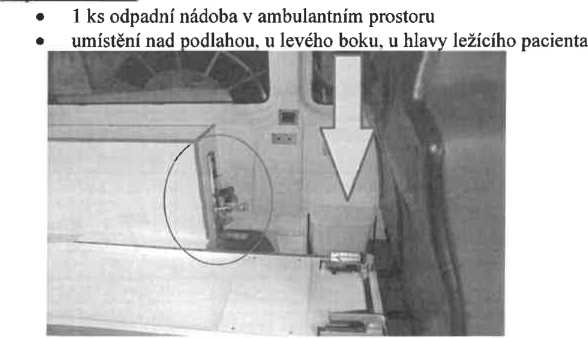 • 1 ks odpadní nádoba v ambulantním prostoru
• umístění nad podlahou, u levého boku, u hlavy ležícího pacienta